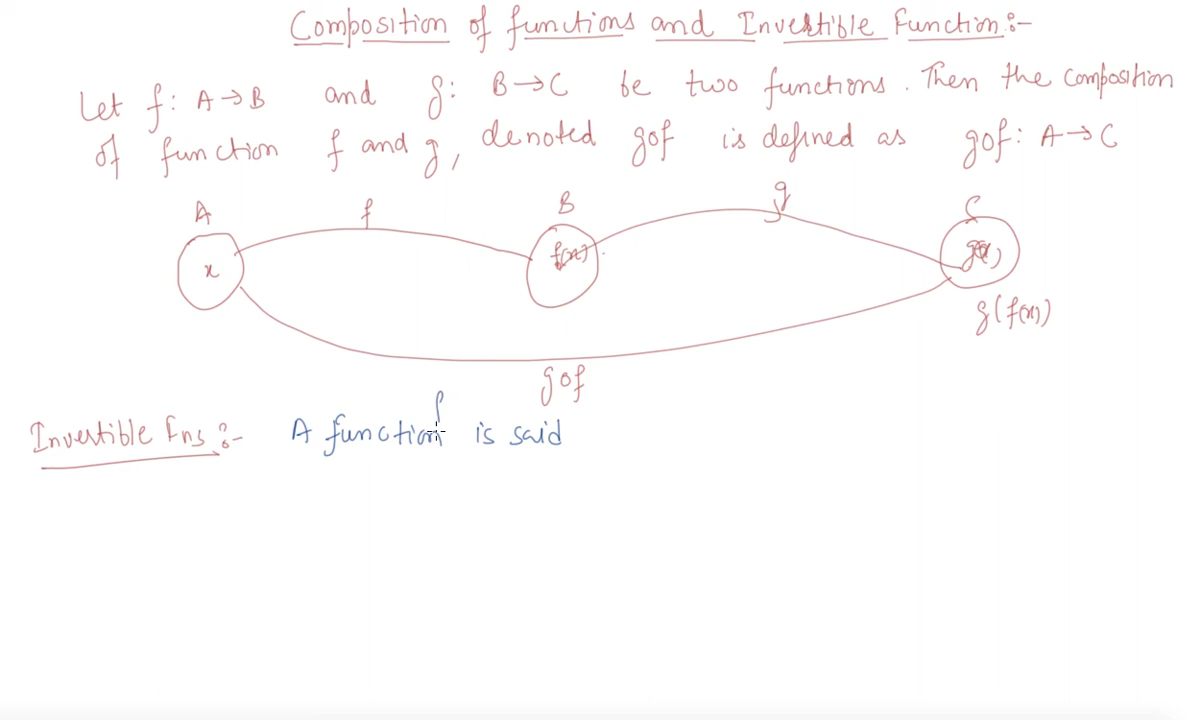 Composition of functions and Invertible Function:-
Let f: A→B and g: B→C be two functions. Then the composition
of function f and g, denoted gof is defined as gof: A→C
A f B g C
x f(x)
g(f(x))
gof
f
Invertible Fns:- A function is said